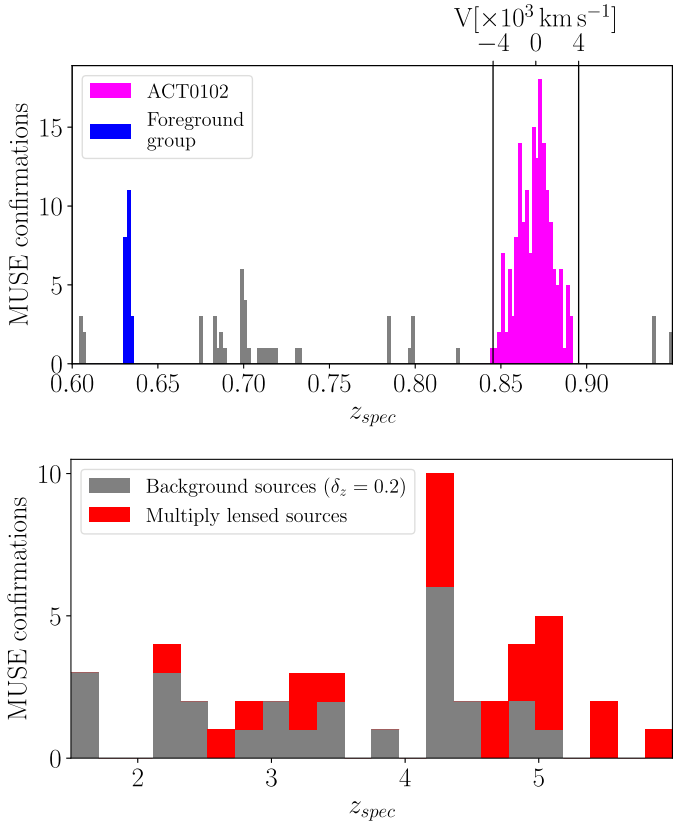 V[×10³ km s⁻¹]
−4 0 4
MUSE confirmations
15
10
5
0
ACT0102
Foreground
group
0.60 0.65 0.70 0.75 0.80 0.85 0.90
z_spec
MUSE confirmations
10
5
0
Background sources (δ_z = 0.2)
Multiply lensed sources
2 3 4 5
z_spec